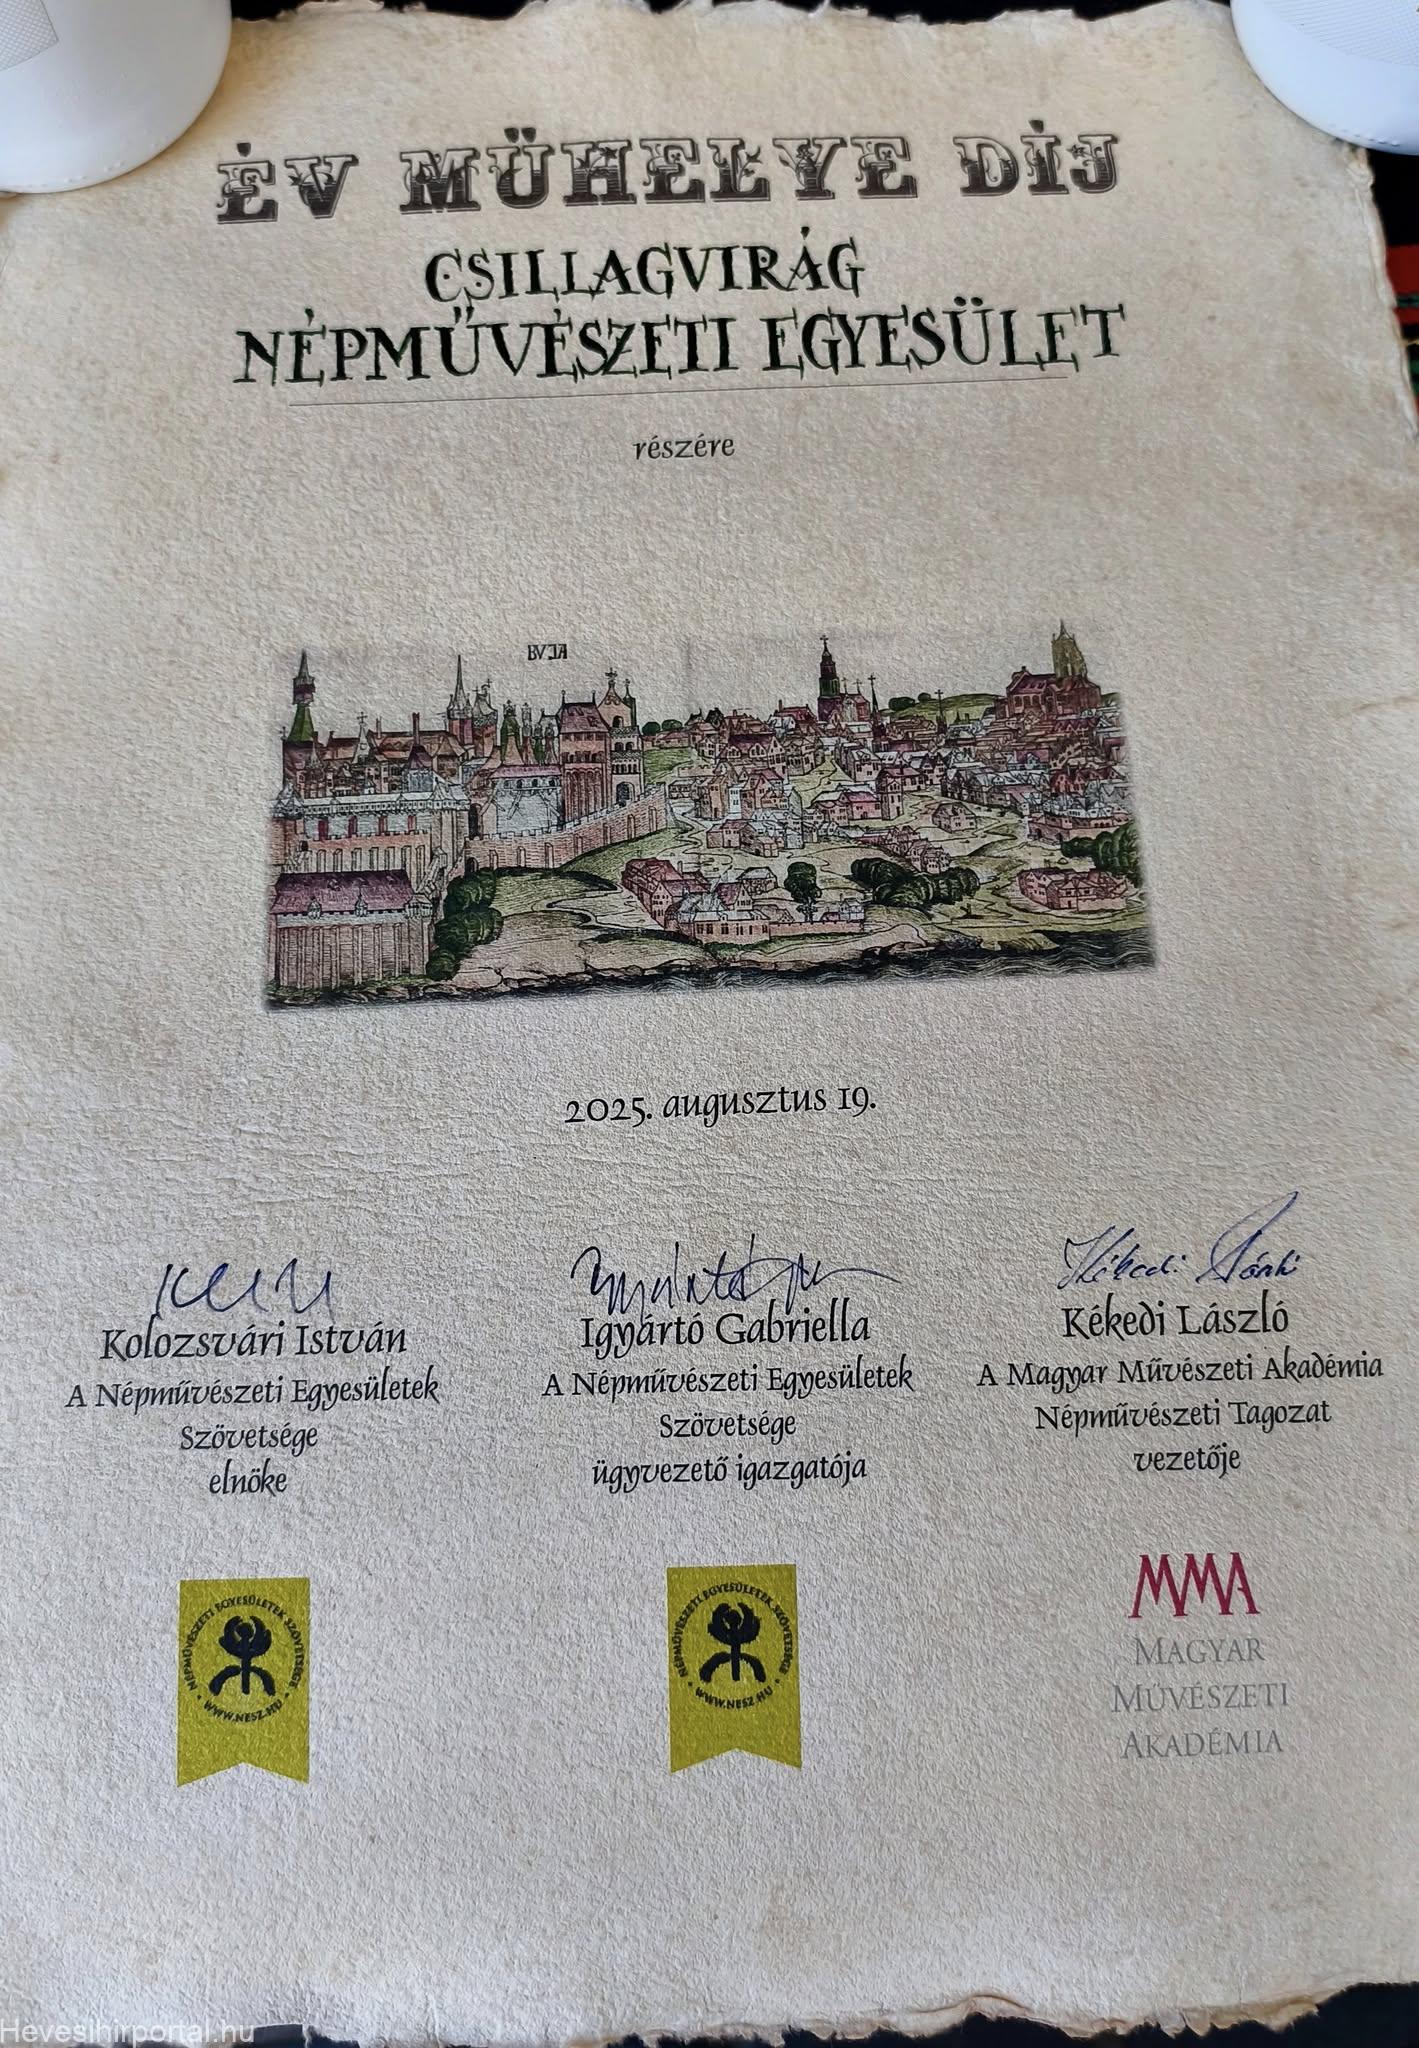 ÉV MŰHELYE DÍJ
CSILLAGVIRÁG
NÉPMŰVÉSZETI EGYESÜLET
részére
BVDA
2025. augusztus 19.
Kékedi László
Kolozsvári István
A Népművészeti Egyesületek
Szövetsége
elnöke
Igyártó Gabriella
A Népművészeti Egyesületek
Szövetsége
ügyvezető igazgatója
Kékedi László
A Magyar Művészeti Akadémia
Népművészeti Tagozat
vezetője
NÉPMŰVÉSZETI EGYESÜLETEK SZÖVETSÉGE
WWW.NESZ.HU
NÉPMŰVÉSZETI EGYESÜLETEK SZÖVETSÉGE
WWW.NESZ.HU
MMA
MAGYAR
MŰVÉSZETI
AKADÉMIA
Hevesihirportal.hu